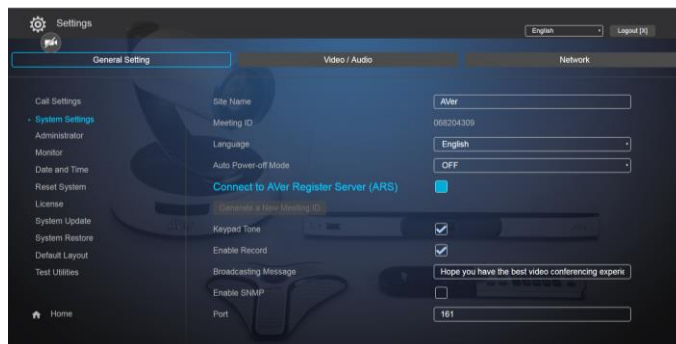 Settings
English
Logout [X]
General Setting
Video / Audio
Network
Call Settings
System Settings
Administrator
Monitor
Date and Time
Reset System
License
System Update
System Restore
Default Layout
Test Utilities
Home
Site Name
AVer
Meeting ID
068204309
Language
English
Auto Power-off Mode
OFF
Connect to AVer Register Server (ARS)
Generate a New Meeting ID
Keypad Tone
Enable Record
Broadcasting Message
Hope you have the best video conferencing experie
Enable SNMP
Port
161